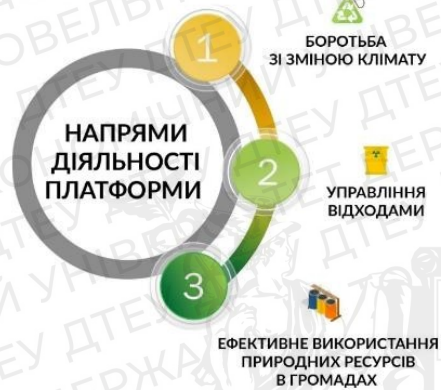 НАПРЯМИ
ДІЯЛЬНОСТІ
ПЛАТФОРМИ
1
БОРОТЬБА
ЗІ ЗМІНОЮ КЛІМАТУ
2
УПРАВЛІННЯ
ВІДХОДАМИ
3
ЕФЕКТИВНЕ ВИКОРИСТАННЯ
ПРИРОДНИХ РЕСУРСІВ
В ГРОМАДАХ